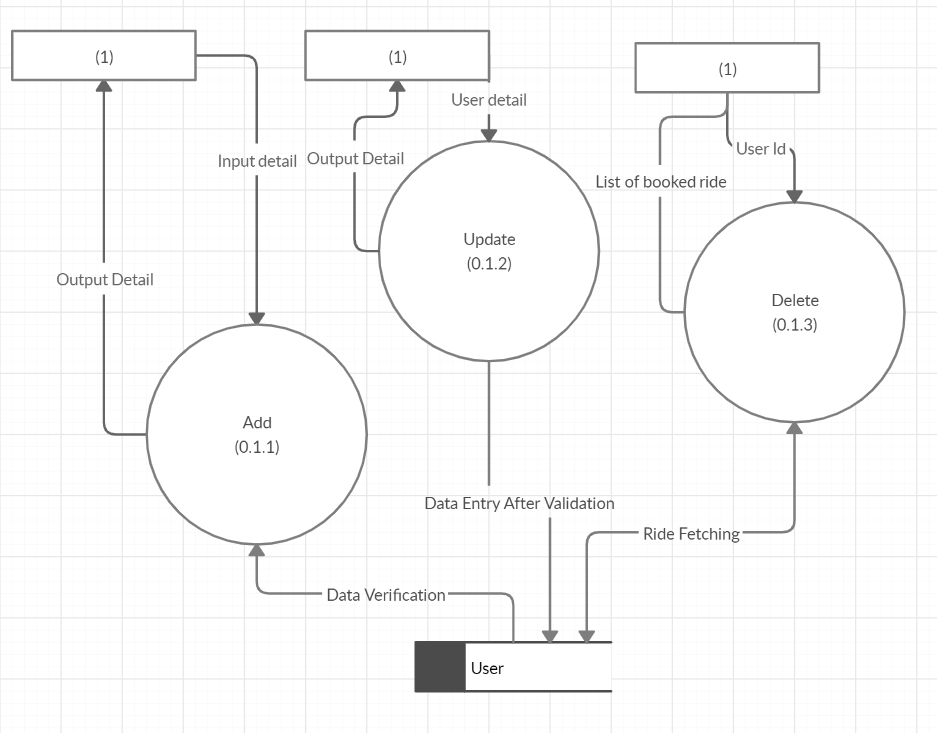 (1)
(1)
(1)
User detail
User Id
Input detail
Output Detail
List of booked ride
Update
(0.1.2)
Output Detail
Delete
(0.1.3)
Add
(0.1.1)
Data Entry After Validation
Ride Fetching
Data Verification
User